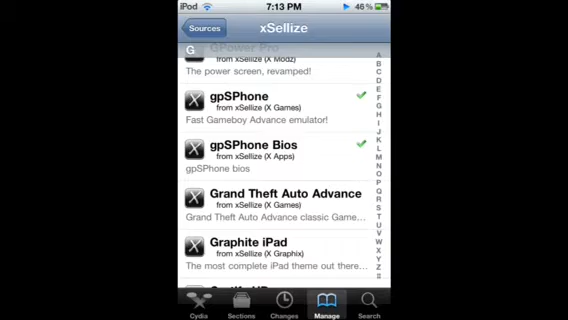 iPod 7:13 PM 46%
Sources xSellize
G
GPower Pro
from xSellize (X Modz)
The power screen, revamped!
gpSPhone
from xSellize (X Games)
Fast Gameboy Advance emulator!
gpSPhone Bios
from xSellize (X Apps)
gpSPhone bios
Grand Theft Auto Advance
from xSellize (X Games)
Grand Theft Auto Advance classic Game…
Graphite iPad
from xSellize (X Graphix)
The most complete iPad theme out there…
A
B
C
D
E
F
G
H
I
J
K
L
M
N
O
P
Q
R
S
T
U
V
W
X
Y
Z
Cydia Sections Changes Manage Search